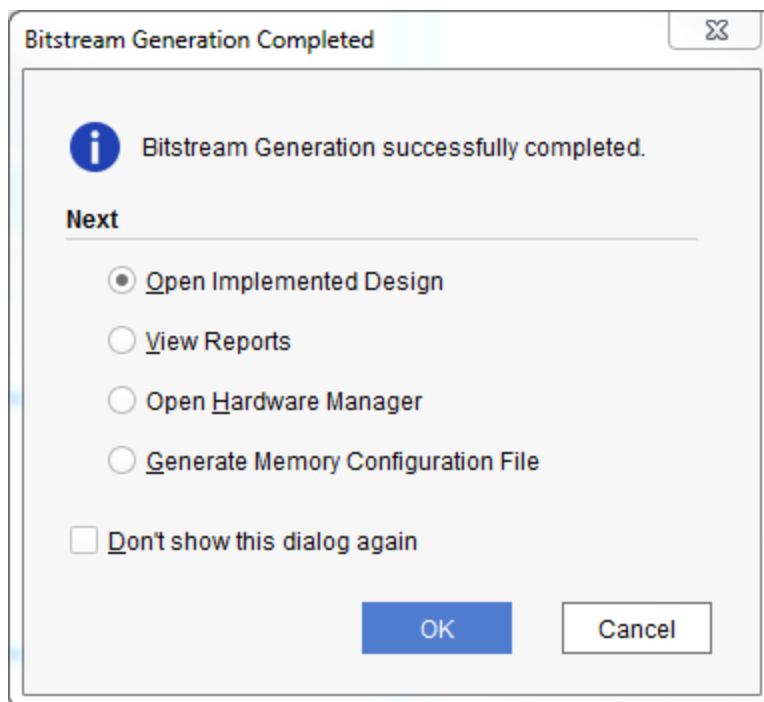 Bitstream Generation Completed
Bitstream Generation successfully completed.
Next
Open Implemented Design
View Reports
Open Hardware Manager
Generate Memory Configuration File
Don't show this dialog again
OK
Cancel